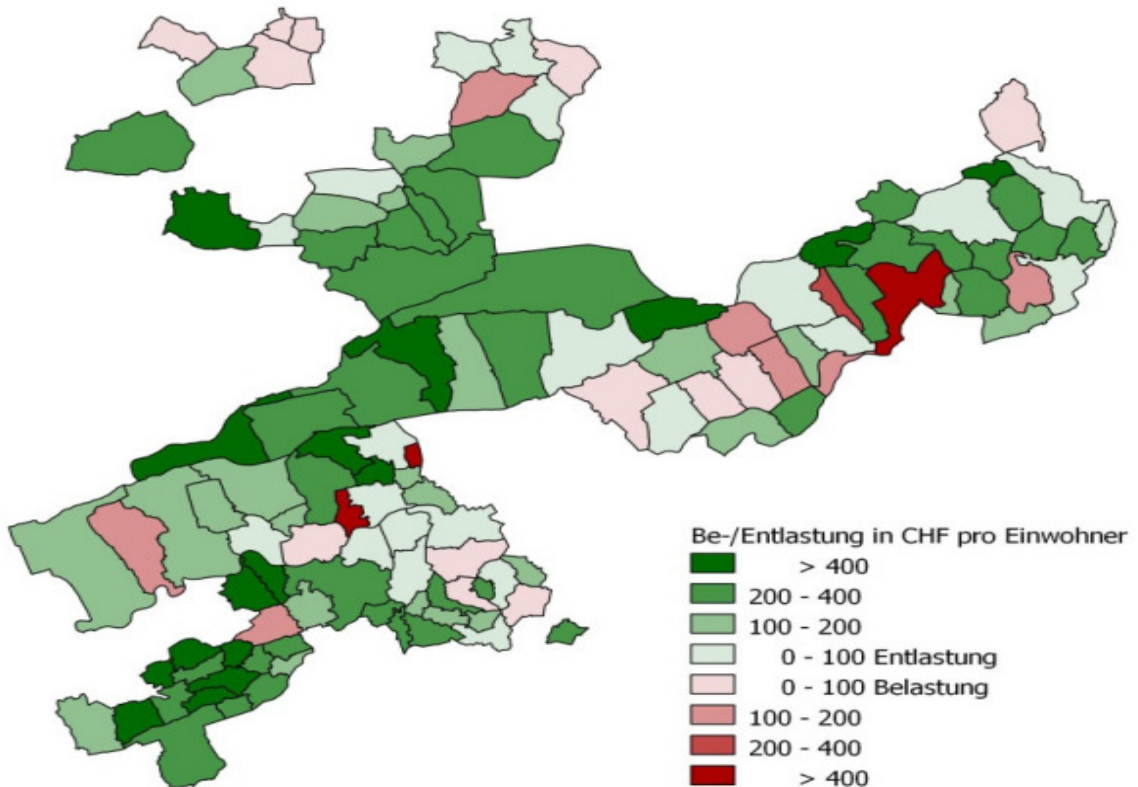 Be-/Entlastung in CHF pro Einwohner
> 400
200 - 400
100 - 200
0 - 100 Entlastung
0 - 100 Belastung
100 - 200
200 - 400
> 400